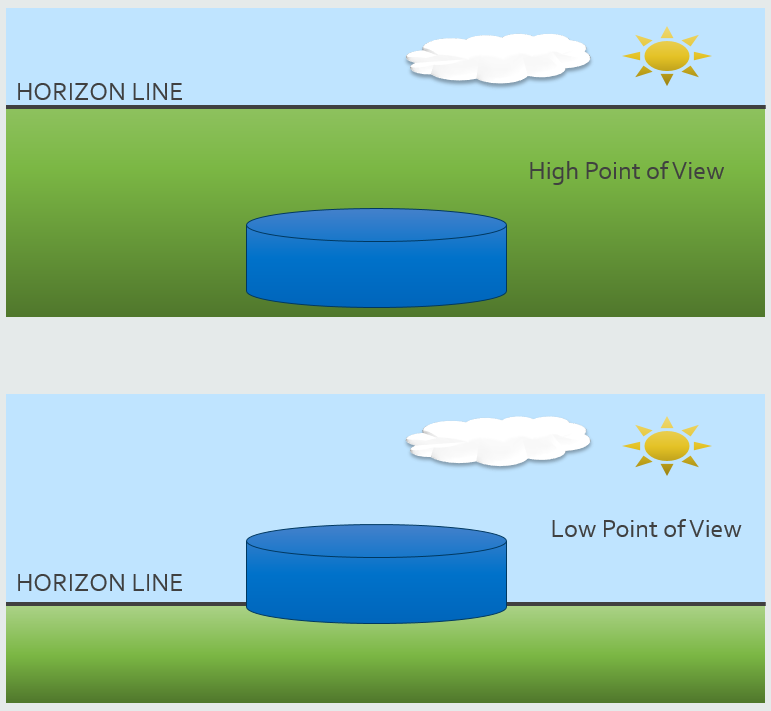 HORIZON LINE
High Point of View
Low Point of View
HORIZON LINE